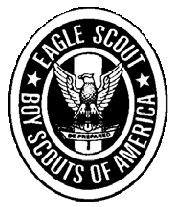 EAGLE SCOUT
BE PREPARED
BOY SCOUTS OF AMERICA